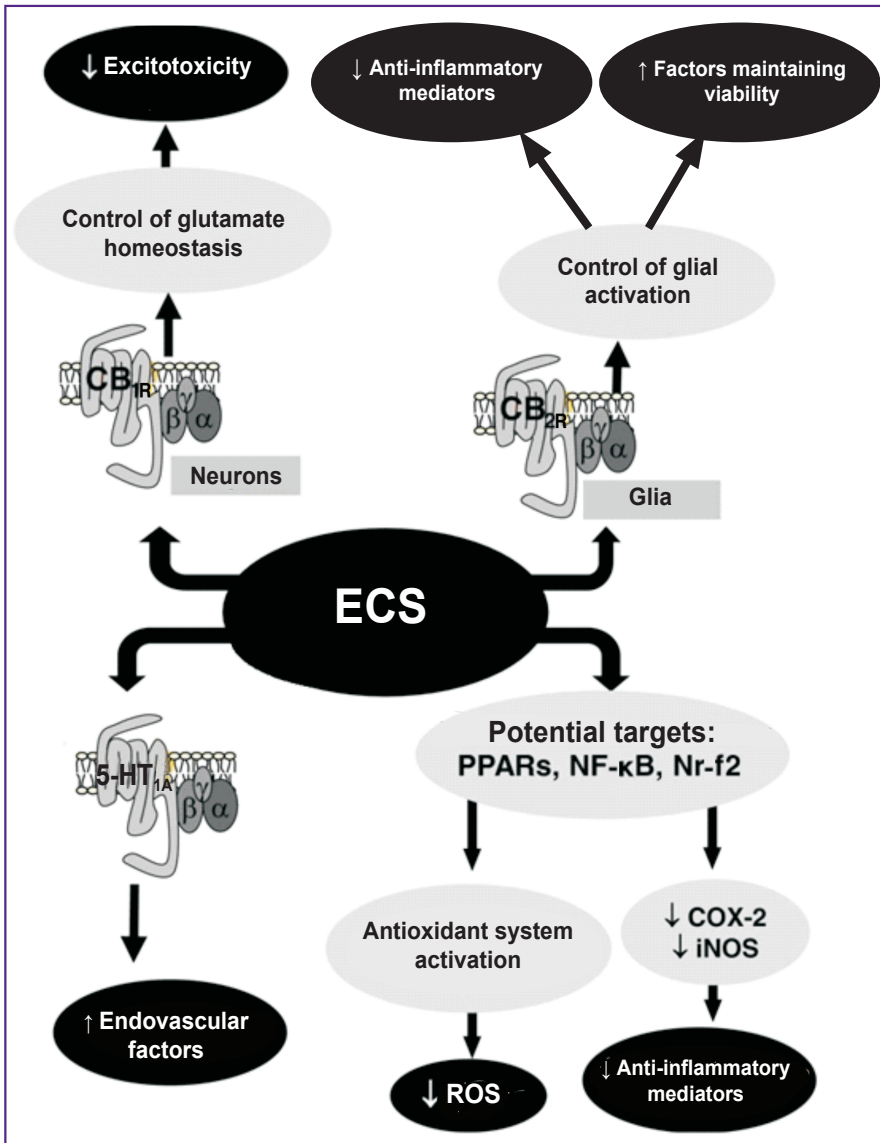 ↓ Excitotoxicity
↓ Anti-inflammatory
mediators
↑ Factors maintaining
viability
Control of glutamate
homeostasis
Control of glial
activation
CB1R
β γ α
Neurons
CB2R
β γ α
Glia
ECS
5-HT1A
β γ α
Potential targets:
PPARs, NF-κB, Nr-f2
Antioxidant system
activation
↓ COX-2
↓ iNOS
↑ Endovascular
factors
↓ ROS
↓ Anti-inflammatory
mediators